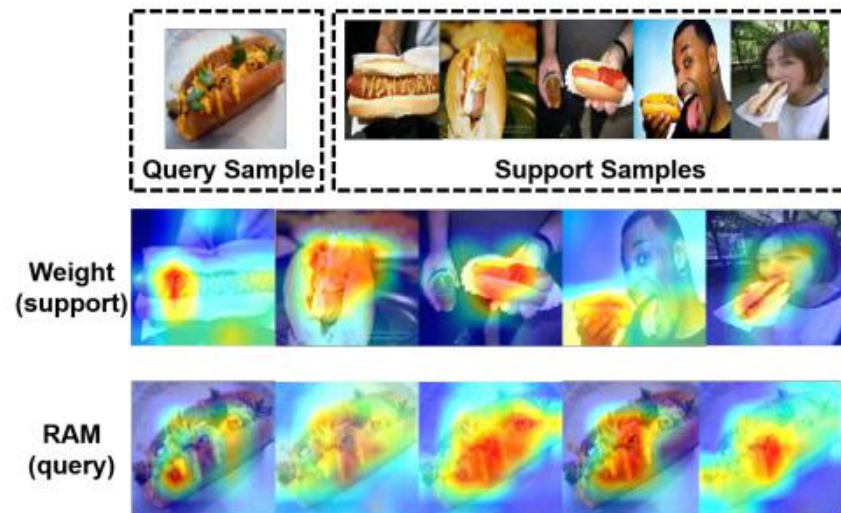 Query Sample
Support Samples
Weight
(support)
RAM
(query)